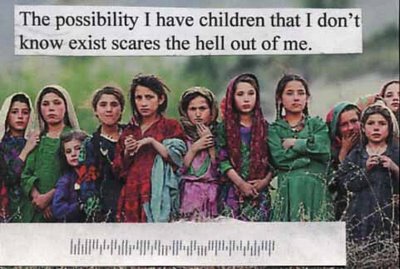 The possibility I have children that I don't
know exist scares the hell out of me.